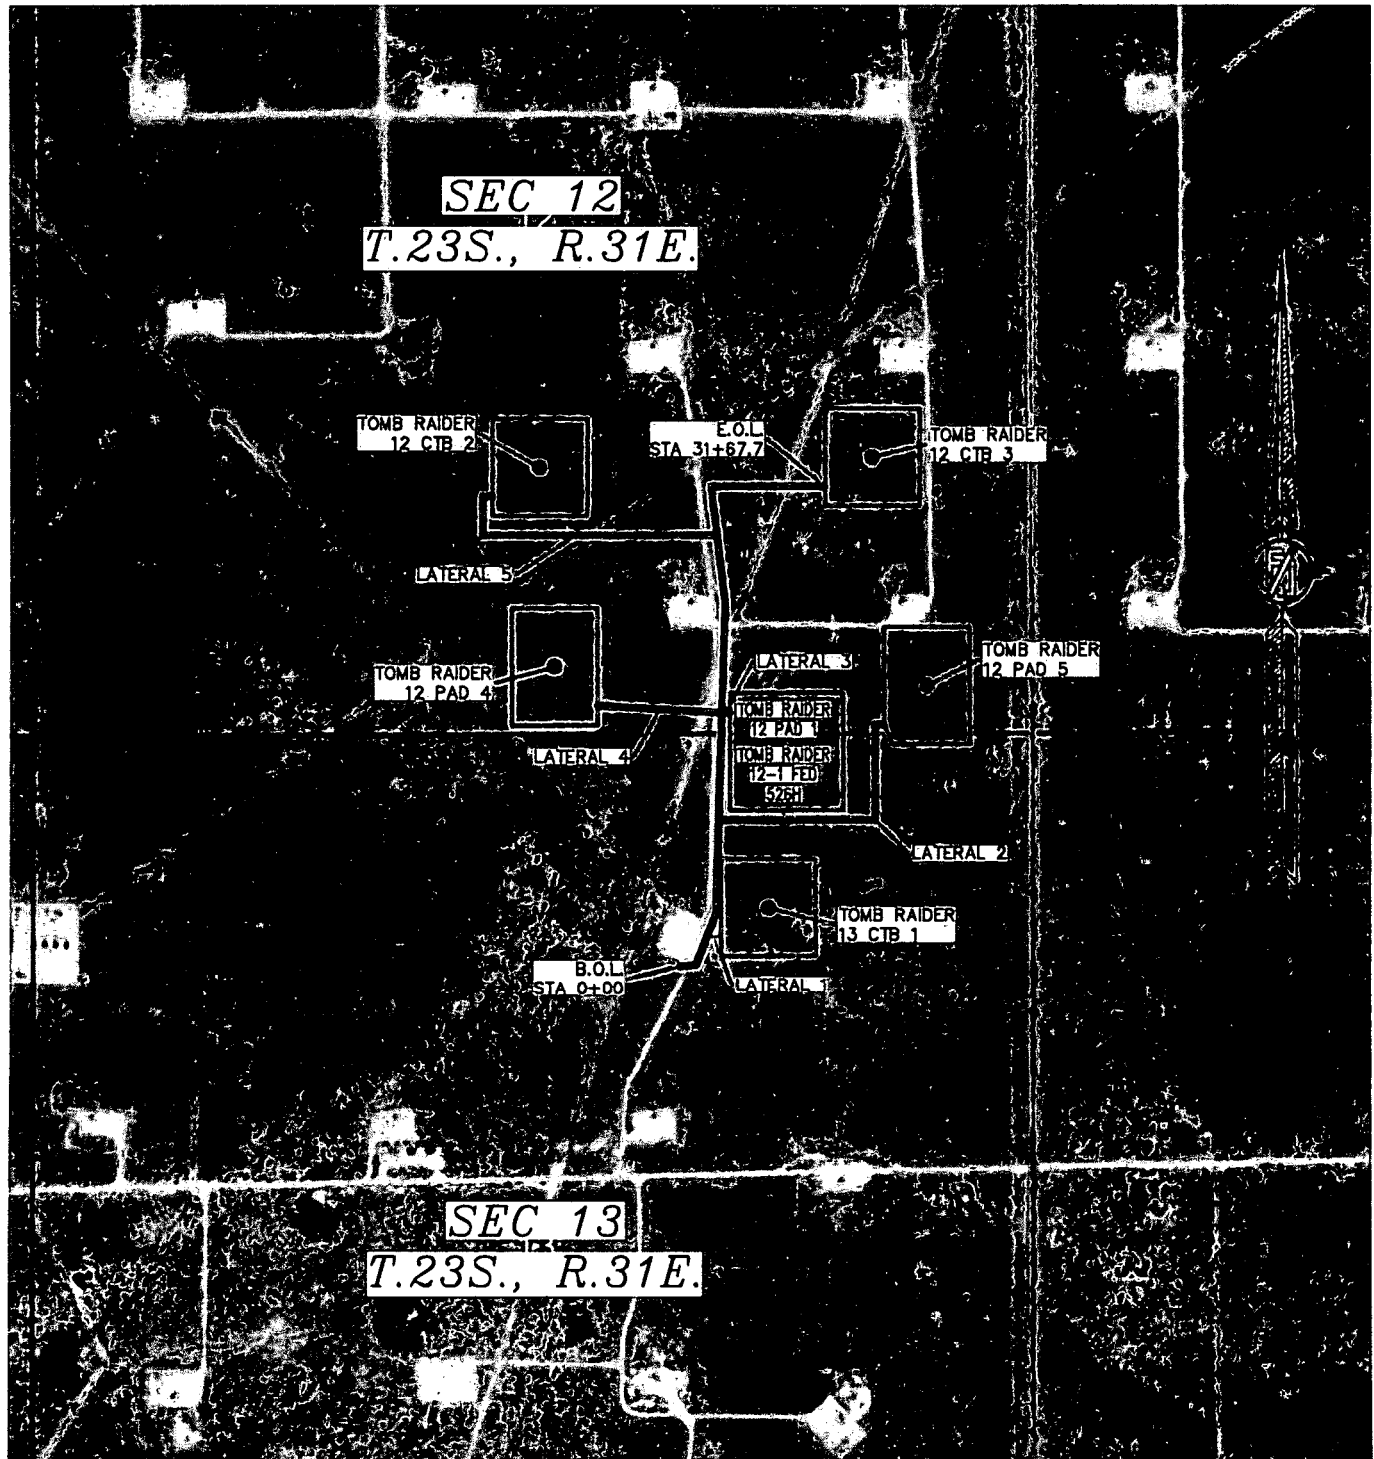 SEC 12
T.23S., R.31E.
TOMB RAIDER
12 CTB 2
E.O.L.
STA 31+67.7
TOMB RAIDER
12 CTB 3
LATERAL 5
LATERAL 3
TOMB RAIDER
12 PAD 5
TOMB RAIDER
12 PAD 4
TOMB RAIDER
12 PAD 1
TOMB RAIDER
12-1 FED
526H
LATERAL 4
LATERAL 2
TOMB RAIDER
13 CTB 1
B.O.L.
STA 0+00
LATERAL 1
SEC 13
T.23S., R.31E.